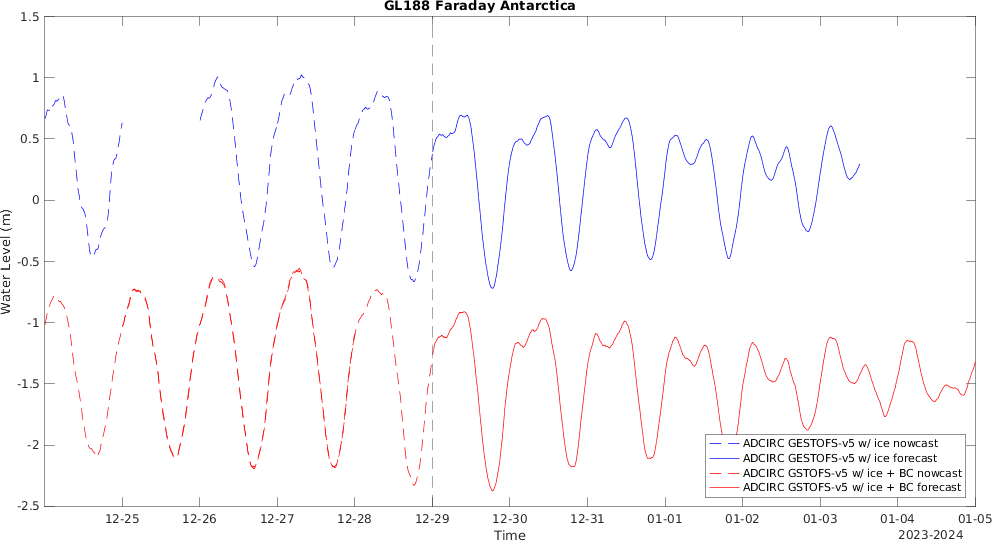 GL188 Faraday Antarctica
1.5
1
0.5
0
-0.5
-1
-1.5
-2
-2.5
Water Level (m)
ADCIRC GESTOFS-v5 w/ ice nowcast
ADCIRC GESTOFS-v5 w/ ice forecast
ADCIRC GSTOFS-v5 w/ ice + BC nowcast
ADCIRC GSTOFS-v5 w/ ice + BC forecast
12-25 12-26 12-27 12-28 12-29 12-30 12-31 01-01 01-02 01-03 01-04 01-05
Time
2023-2024